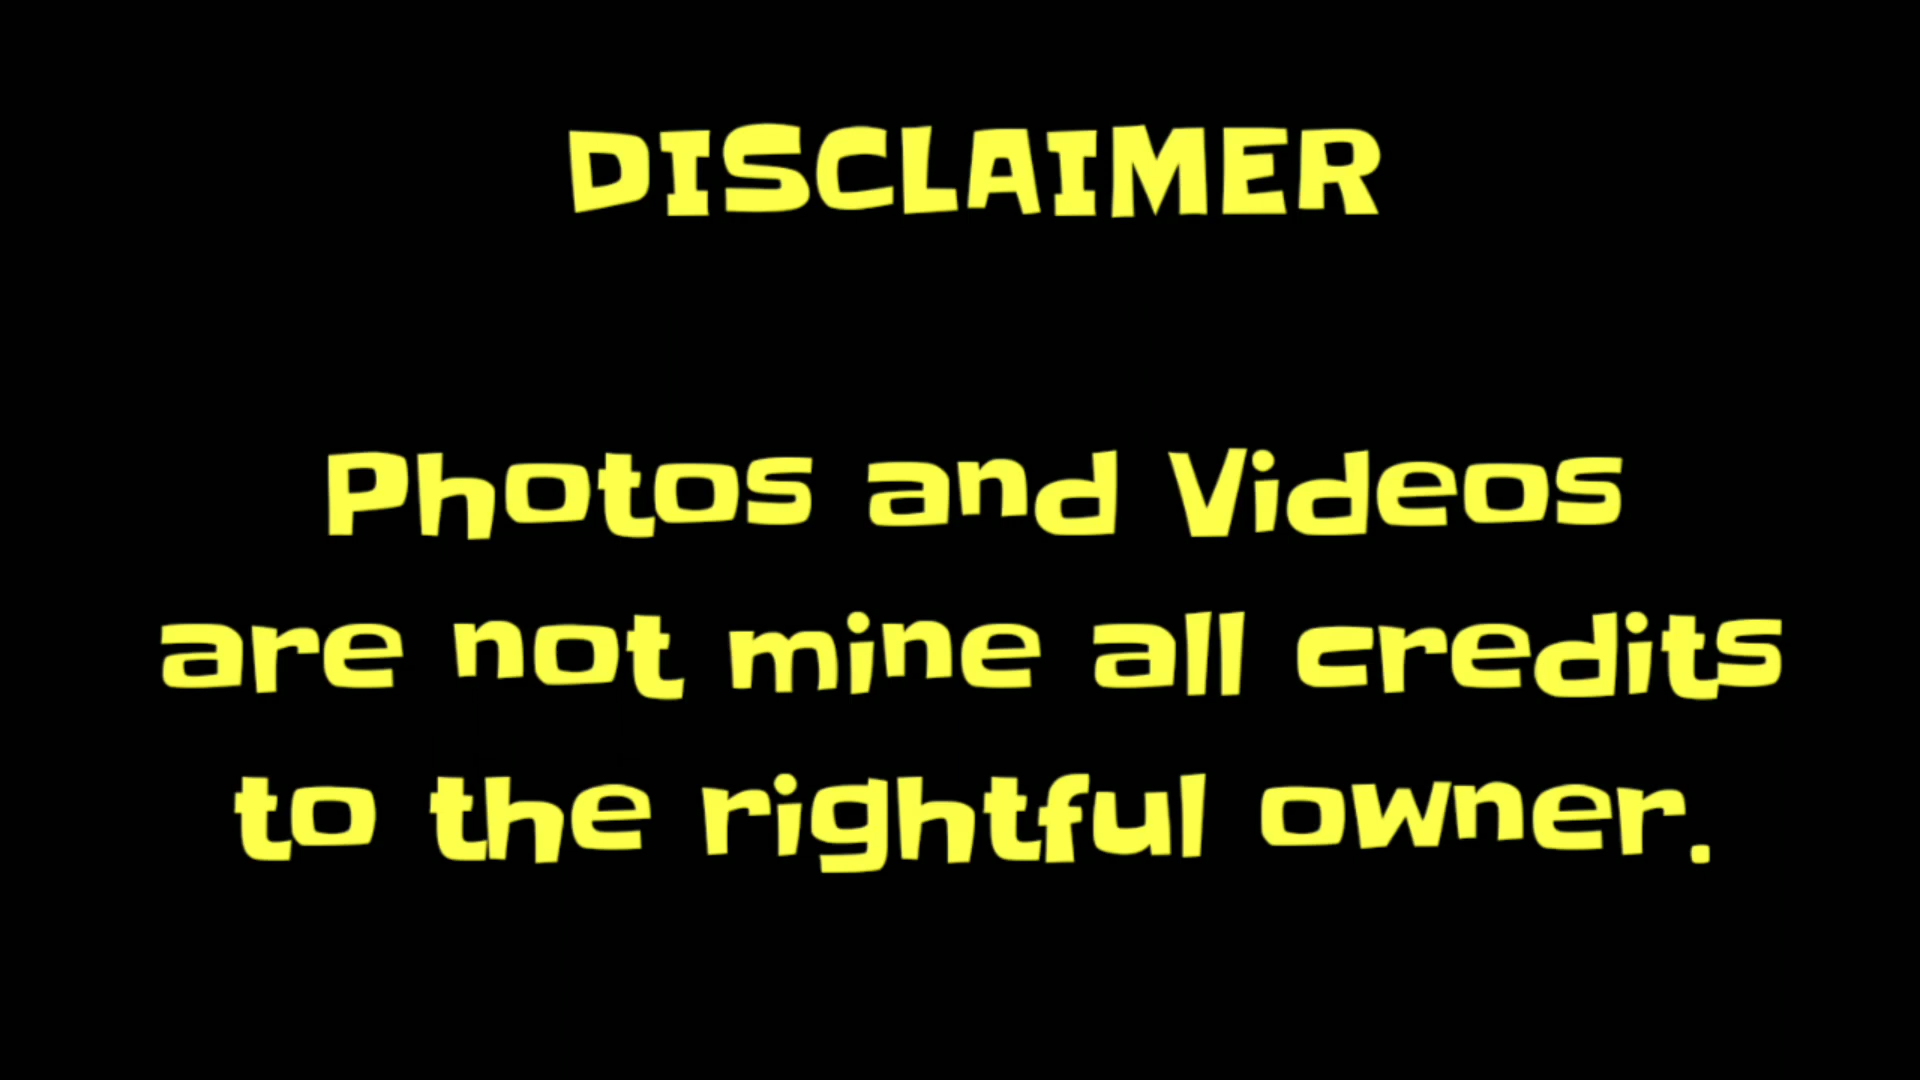 DISCLAIMER
Photos and Videos
are not mine all credits
to the rightful owner.